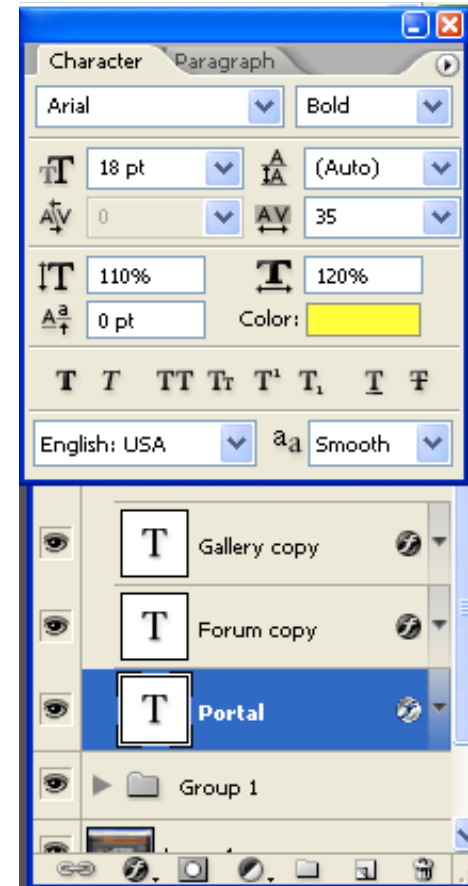 Character Paragraph
Arial Bold
18 pt (Auto)
0 35
110% 120%
0 pt Color:
English: USA aa Smooth
T Gallery copy
T Forum copy
T Portal
Group 1